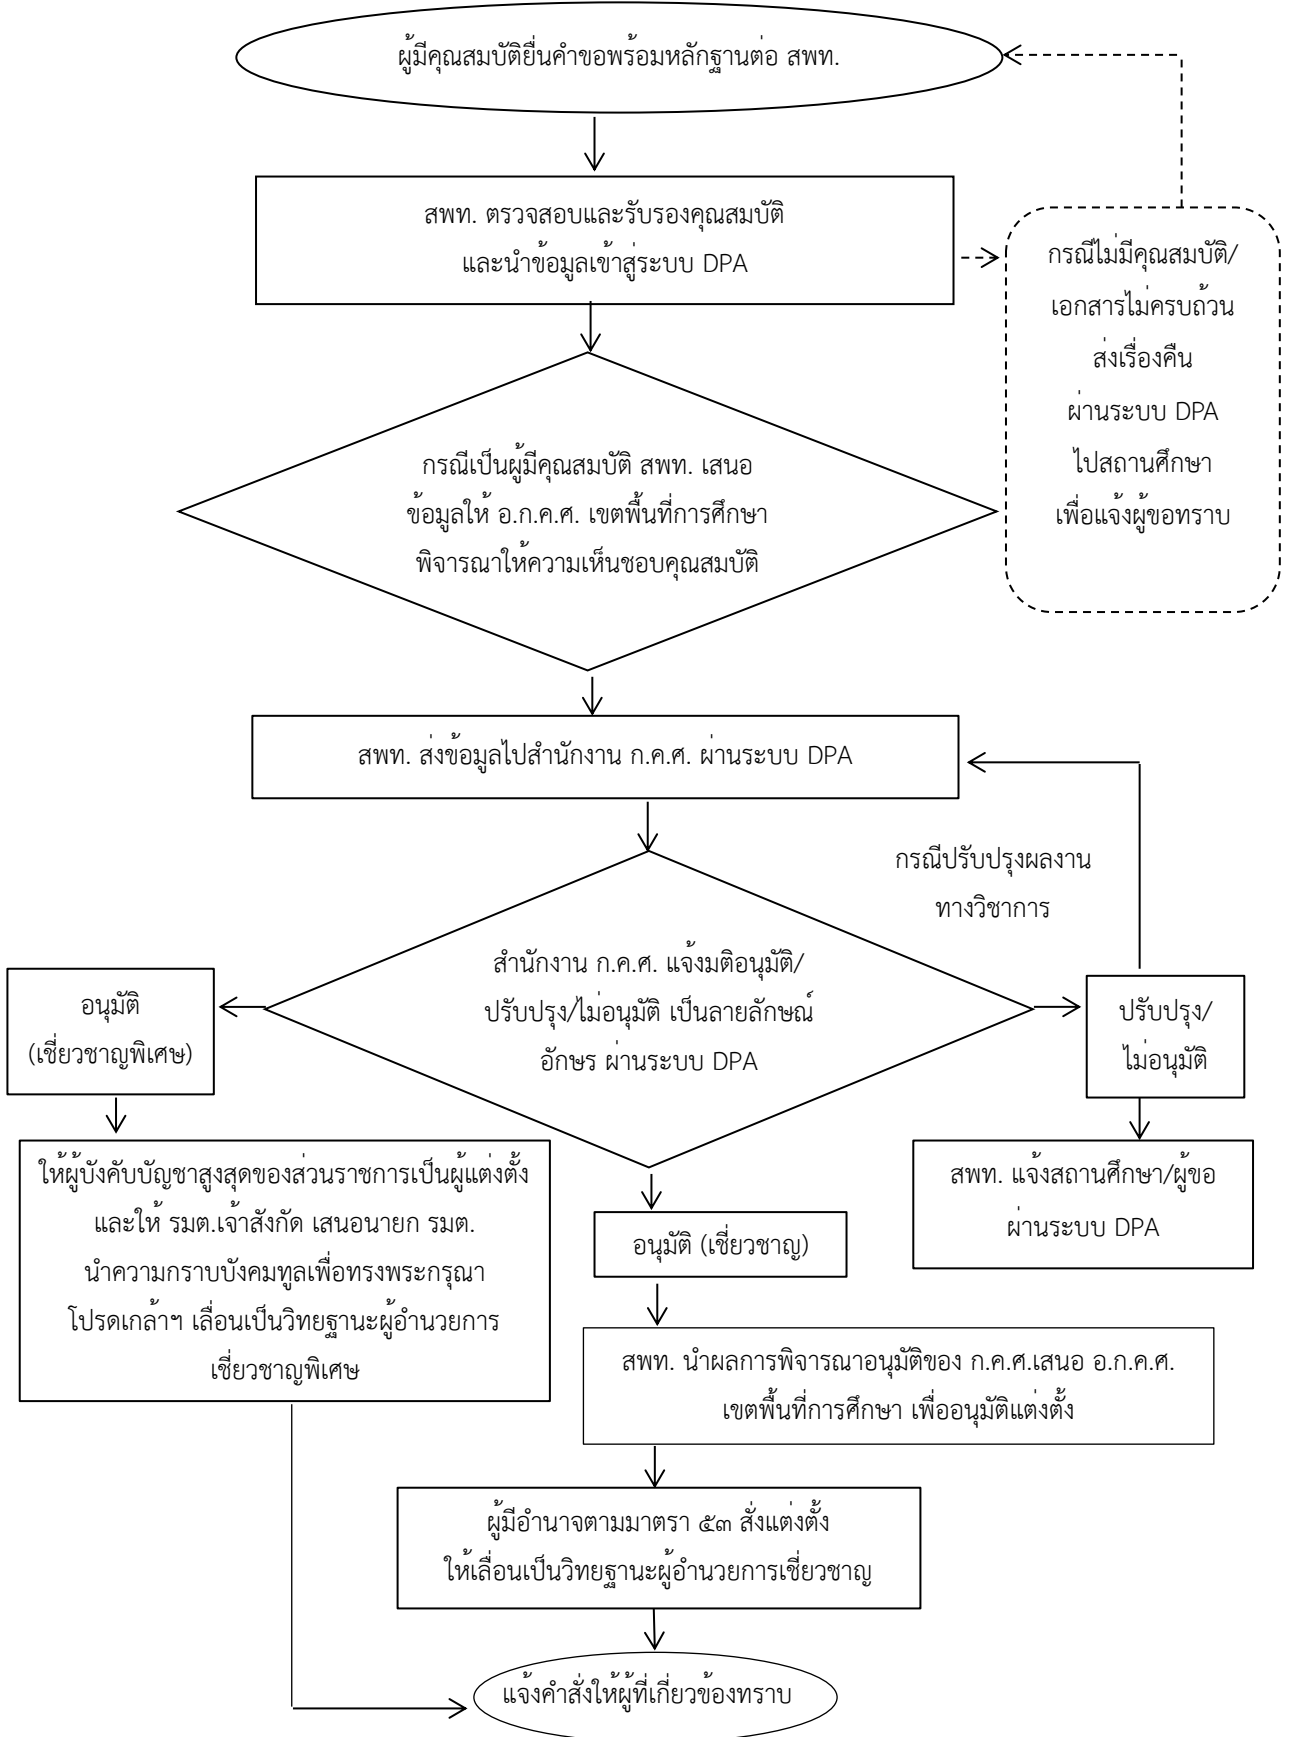 ผู้มีคุณสมบัติยื่นคำขอพร้อมหลักฐานต่อ สพท.
สพท. ตรวจสอบและรับรองคุณสมบัติ
และนำข้อมูลเข้าสู่ระบบ DPA
กรณีไม่มีคุณสมบัติ/
เอกสารไม่ครบถ้วน
ส่งเรื่องคืน
ผ่านระบบ DPA
ไปสถานศึกษา
เพื่อแจ้งผู้ขอทราบ
กรณีเป็นผู้มีคุณสมบัติ สพท. เสนอ
ข้อมูลให้ อ.ก.ค.ศ. เขตพื้นที่การศึกษา
พิจารณาให้ความเห็นชอบคุณสมบัติ
สพท. ส่งข้อมูลไปสำนักงาน ก.ค.ศ. ผ่านระบบ DPA
กรณีปรับปรุงผลงาน
ทางวิชาการ
สำนักงาน ก.ค.ศ. แจ้งมติอนุมัติ/
ปรับปรุง/ไม่อนุมัติ เป็นลายลักษณ์
อักษร ผ่านระบบ DPA
อนุมัติ
(เชี่ยวชาญพิเศษ)
ปรับปรุง/
ไม่อนุมัติ
ให้ผู้บังคับบัญชาสูงสุดของส่วนราชการเป็นผู้แต่งตั้ง
และให้ รมต.เจ้าสังกัด เสนอนายก รมต.
นำความกราบบังคมทูลเพื่อทรงพระกรุณา
โปรดเกล้าฯ เลื่อนเป็นวิทยฐานะผู้อำนวยการ
เชี่ยวชาญพิเศษ
สพท. แจ้งสถานศึกษา/ผู้ขอ
ผ่านระบบ DPA
อนุมัติ (เชี่ยวชาญ)
สพท. นำผลการพิจารณาอนุมัติของ ก.ค.ศ.เสนอ อ.ก.ค.ศ.
เขตพื้นที่การศึกษา เพื่ออนุมัติแต่งตั้ง
ผู้มีอำนาจตามมาตรา ๕๓ สั่งแต่งตั้ง
ให้เลื่อนเป็นวิทยฐานะผู้อำนวยการเชี่ยวชาญ
แจ้งคำสั่งให้ผู้ที่เกี่ยวข้องทราบ